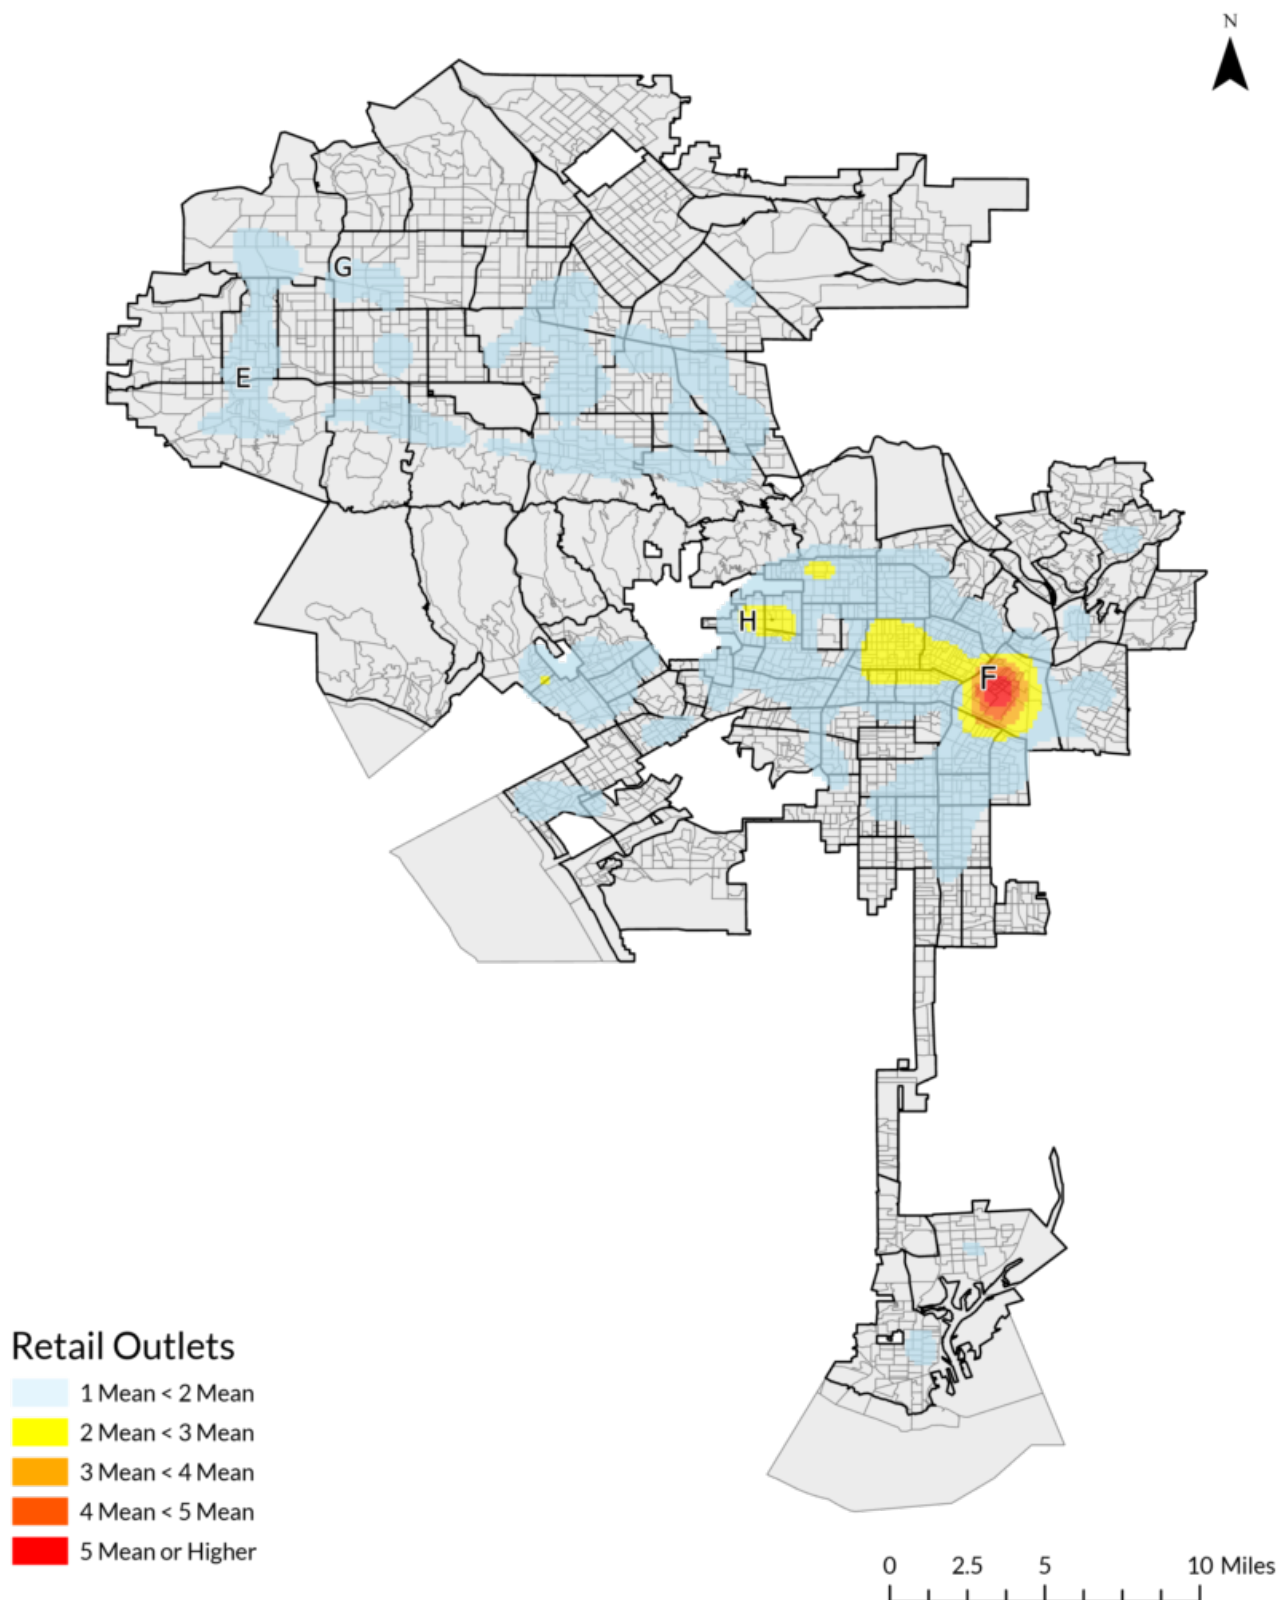 N
G
E
H
F
Retail Outlets
1 Mean < 2 Mean
2 Mean < 3 Mean
3 Mean < 4 Mean
4 Mean < 5 Mean
5 Mean or Higher
0 2.5 5 10 Miles